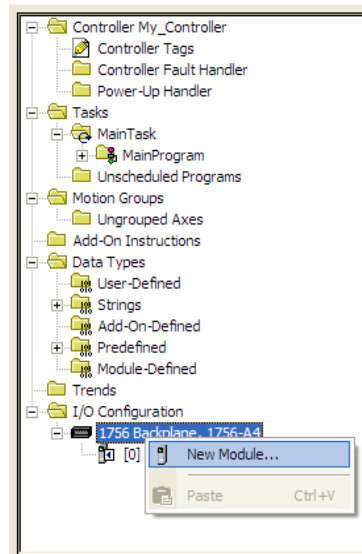 Controller My_Controller
Controller Tags
Controller Fault Handler
Power-Up Handler
Tasks
MainTask
MainProgram
Unscheduled Programs
Motion Groups
Ungrouped Axes
Add-On Instructions
Data Types
User-Defined
Strings
Add-On-Defined
Predefined
Module-Defined
Trends
I/O Configuration
1756 Backplane, 1756-A4
[0]
New Module...
Paste Ctrl+V